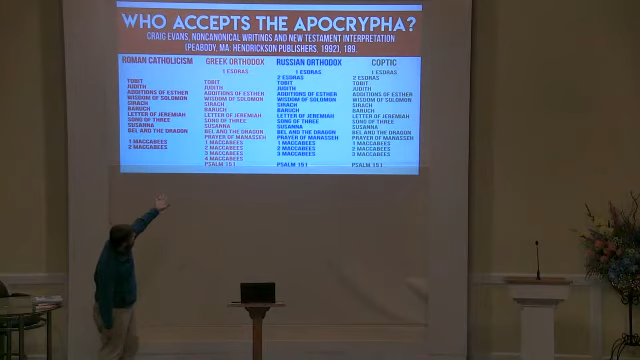 WHO ACCEPTS THE APOCRYPHA?
CRAIG EVANS, NONCANONICAL WRITINGS AND NEW TESTAMENT INTERPRETATION
(PEABODY, MA: HENDRICKSON PUBLISHERS, 1992), 189.
ROMAN CATHOLICISM
TOBIT
JUDITH
ADDITIONS OF ESTHER
WISDOM OF SOLOMON
SIRACH
BARUCH
LETTER OF JEREMIAH
SONG OF THREE
SUSANNA
BEL AND THE DRAGON
1 MACCABEES
2 MACCABEES
GREEK ORTHODOX
1 ESDRAS
TOBIT
JUDITH
ADDITIONS OF ESTHER
WISDOM OF SOLOMON
SIRACH
BARUCH
LETTER OF JEREMIAH
SONG OF THREE
SUSANNA
BEL AND THE DRAGON
PRAYER OF MANASSEH
1 MACCABEES
2 MACCABEES
3 MACCABEES
4 MACCABEES
PSALM 151
RUSSIAN ORTHODOX
1 ESDRAS
2 ESDRAS
TOBIT
JUDITH
ADDITIONS OF ESTHER
WISDOM OF SOLOMON
SIRACH
BARUCH
LETTER OF JEREMIAH
SONG OF THREE
SUSANNA
BEL AND THE DRAGON
PRAYER OF MANASSEH
1 MACCABEES
2 MACCABEES
3 MACCABEES
PSALM 151
COPTIC
1 ESDRAS
2 ESDRAS
TOBIT
JUDITH
ADDITIONS OF ESTHER
WISDOM OF SOLOMON
SIRACH
BARUCH
LETTER OF JEREMIAH
SONG OF THREE
SUSANNA
BEL AND THE DRAGON
PRAYER OF MANASSEH
1 MACCABEES
2 MACCABEES
3 MACCABEES
PSALM 151